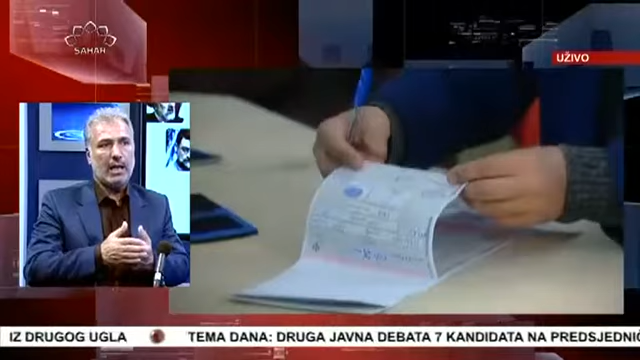 SAHAR
UŽIVO
IZ DRUGOG UGLA TEMA DANA: DRUGA JAVNA DEBATA 7 KANDIDATA NA PREDSJEDNIČ